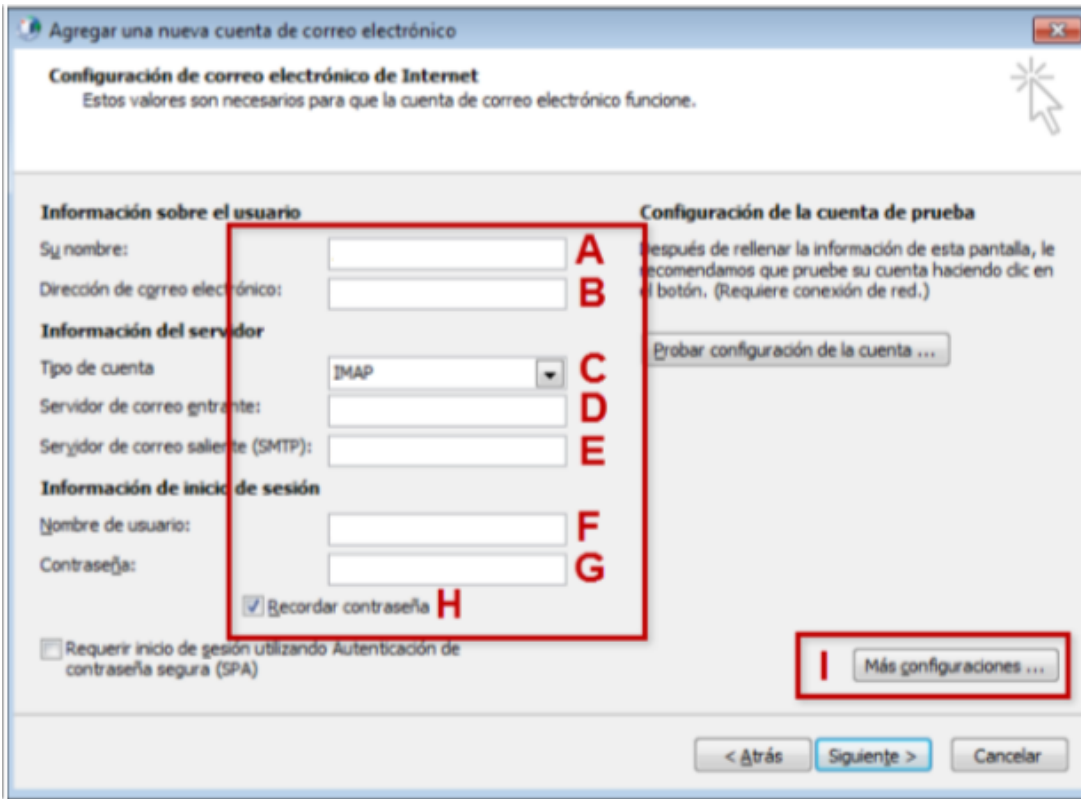 Agregar una nueva cuenta de correo electrónico
Configuración de correo electrónico de Internet
Estos valores son necesarios para que la cuenta de correo electrónico funcione.
Información sobre el usuario
Su nombre: A
Dirección de correo electrónico: B
Información del servidor
Tipo de cuenta IMAP C
Servidor de correo entrante: D
Servidor de correo saliente (SMTP): E
Información de inicio de sesión
Nombre de usuario: F
Contraseña: G
Recordar contraseña H
Requerir inicio de sesión utilizando Autenticación de
contraseña segura (SPA)
Configuración de la cuenta de prueba
Después de rellenar la información de esta pantalla, le
recomendamos que pruebe su cuenta haciendo clic en
el botón. (Requiere conexión de red.)
Probar configuración de la cuenta ...
I Más configuraciones ...
< Atrás Siguiente > Cancelar